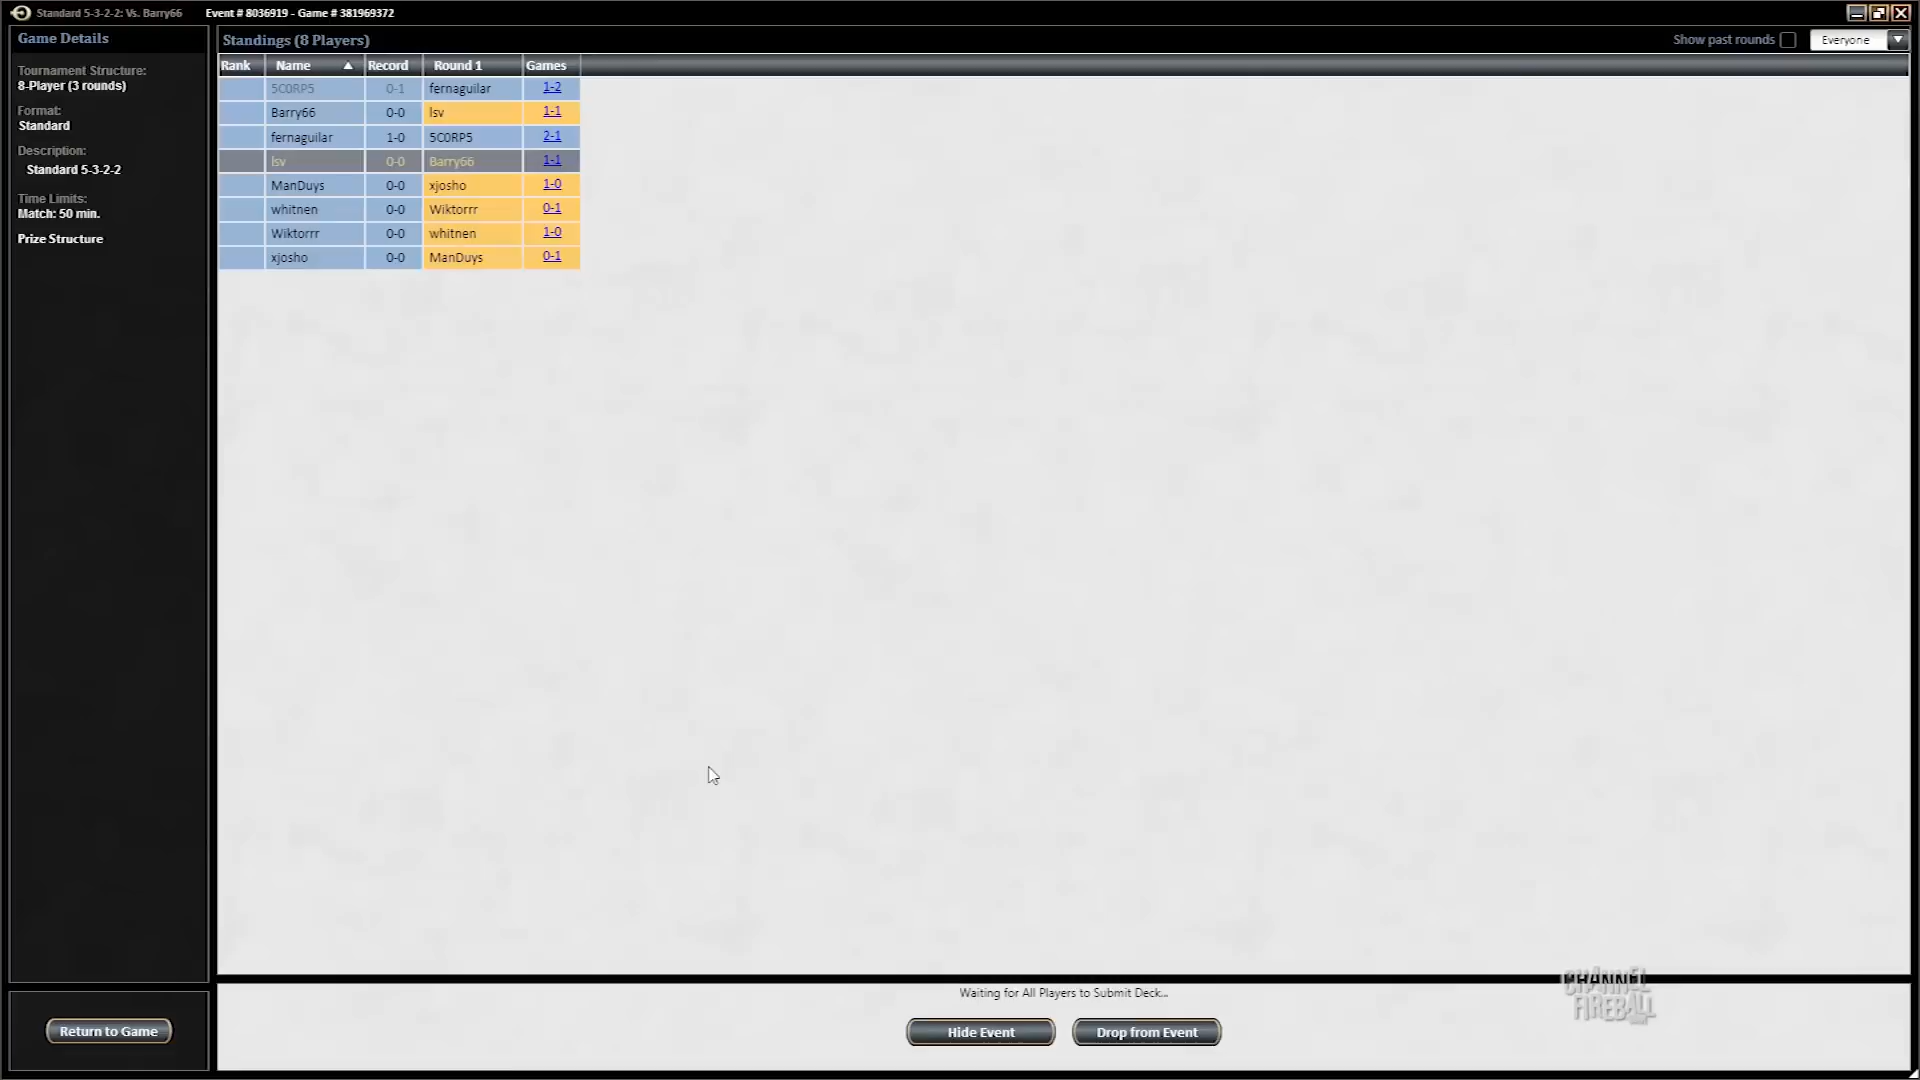 Standard 5-3-2-2: Vs. Barry66 Event # 8036919 - Game # 381969372
Game Details
Tournament Structure:
8-Player (3 rounds)
Format:
Standard
Description:
Standard 5-3-2-2
Time Limits:
Match: 50 min.
Prize Structure
Standings (8 Players) Show past rounds Everyone
Rank Name Record Round 1 Games
5C0RP5 0-1 fernaguilar 1-2
Barry66 0-0 lsv 1-1
fernaguilar 1-0 5C0RP5 2-1
lsv 0-0 Barry66 1-1
ManDuys 0-0 xjosho 1-0
whitnen 0-0 Wiktorrr 0-1
Wiktorrr 0-0 whitnen 1-0
xjosho 0-0 ManDuys 0-1
Waiting for All Players to Submit Deck...
Return to Game Hide Event Drop from Event
CHANNEL
FIREBALL